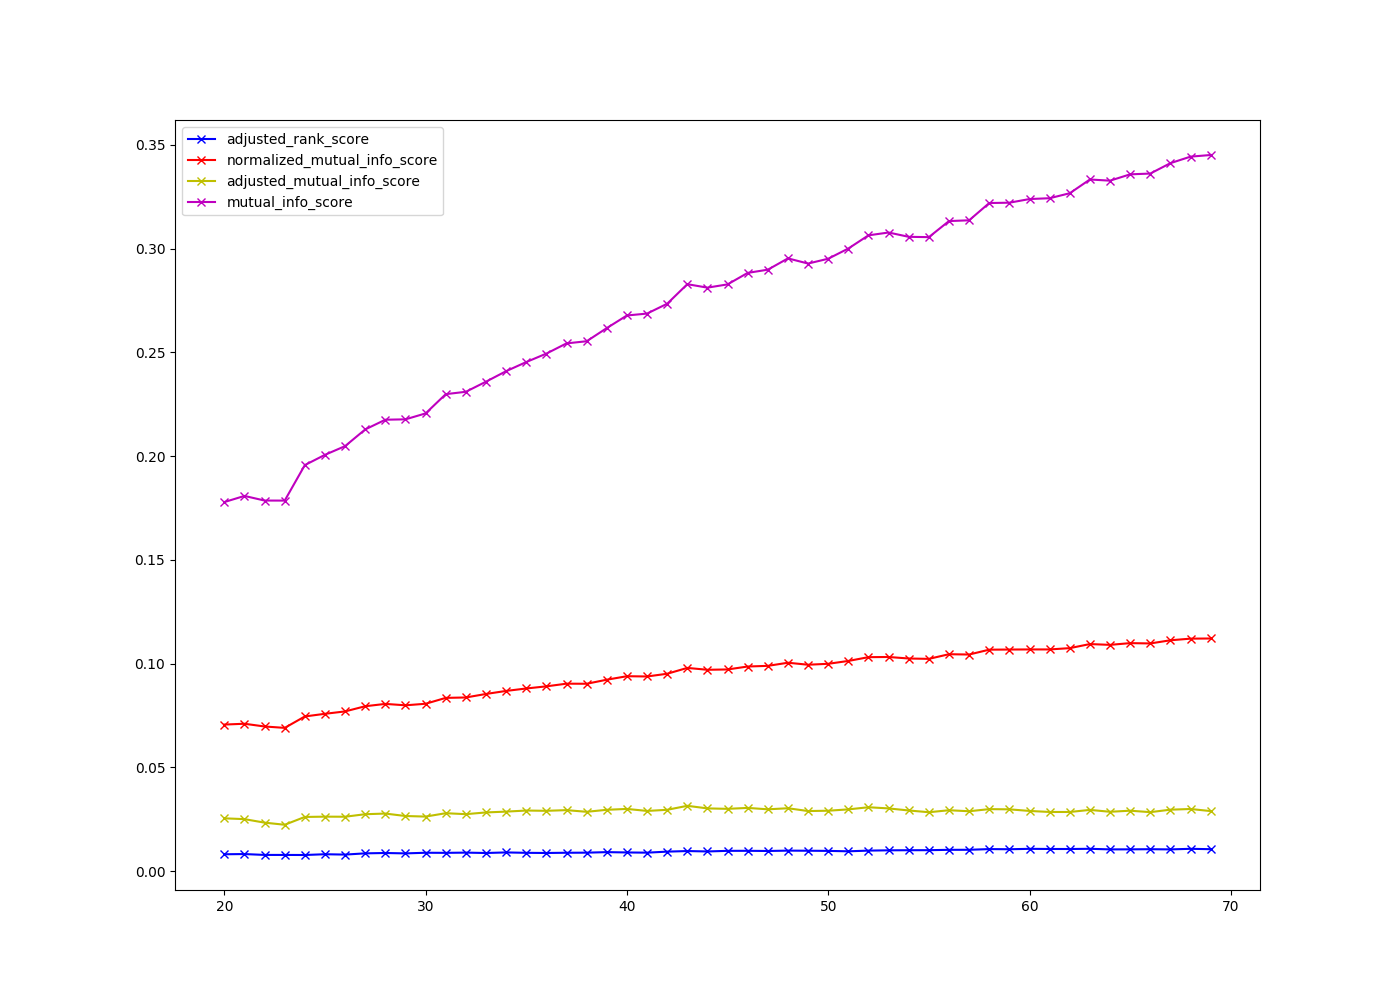 adjusted_rank_score
normalized_mutual_info_score
adjusted_mutual_info_score
mutual_info_score
0.35
0.30
0.25
0.20
0.15
0.10
0.05
0.00
20 30 40 50 60 70